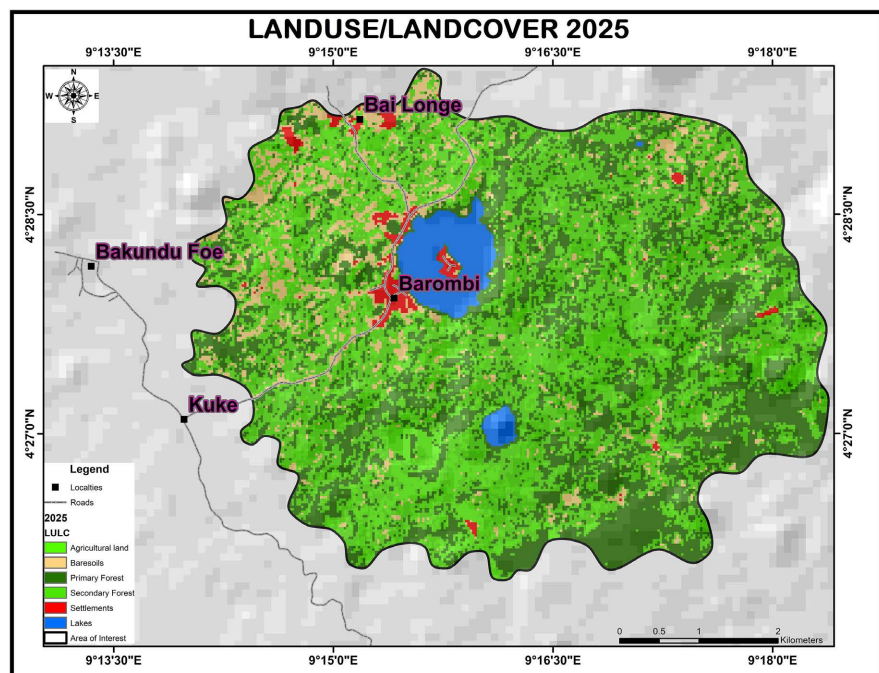 LANDUSE/LANDCOVER 2025
9°13'30"E 9°15'0"E 9°16'30"E 9°18'0"E
N
W E
S
Bai Longe
4°28'30"N 4°28'30"N
Bakundu Foe
Barombi
Kuke
4°27'0"N 4°27'0"N
Legend
Localties
Roads
2025
LULC
Agricultural land
Baresoils
Primary Forest
Secondary Forest
Settlements
Lakes
Area of Interest
0 0.5 1 2
Kilometers
9°13'30"E 9°15'0"E 9°16'30"E 9°18'0"E